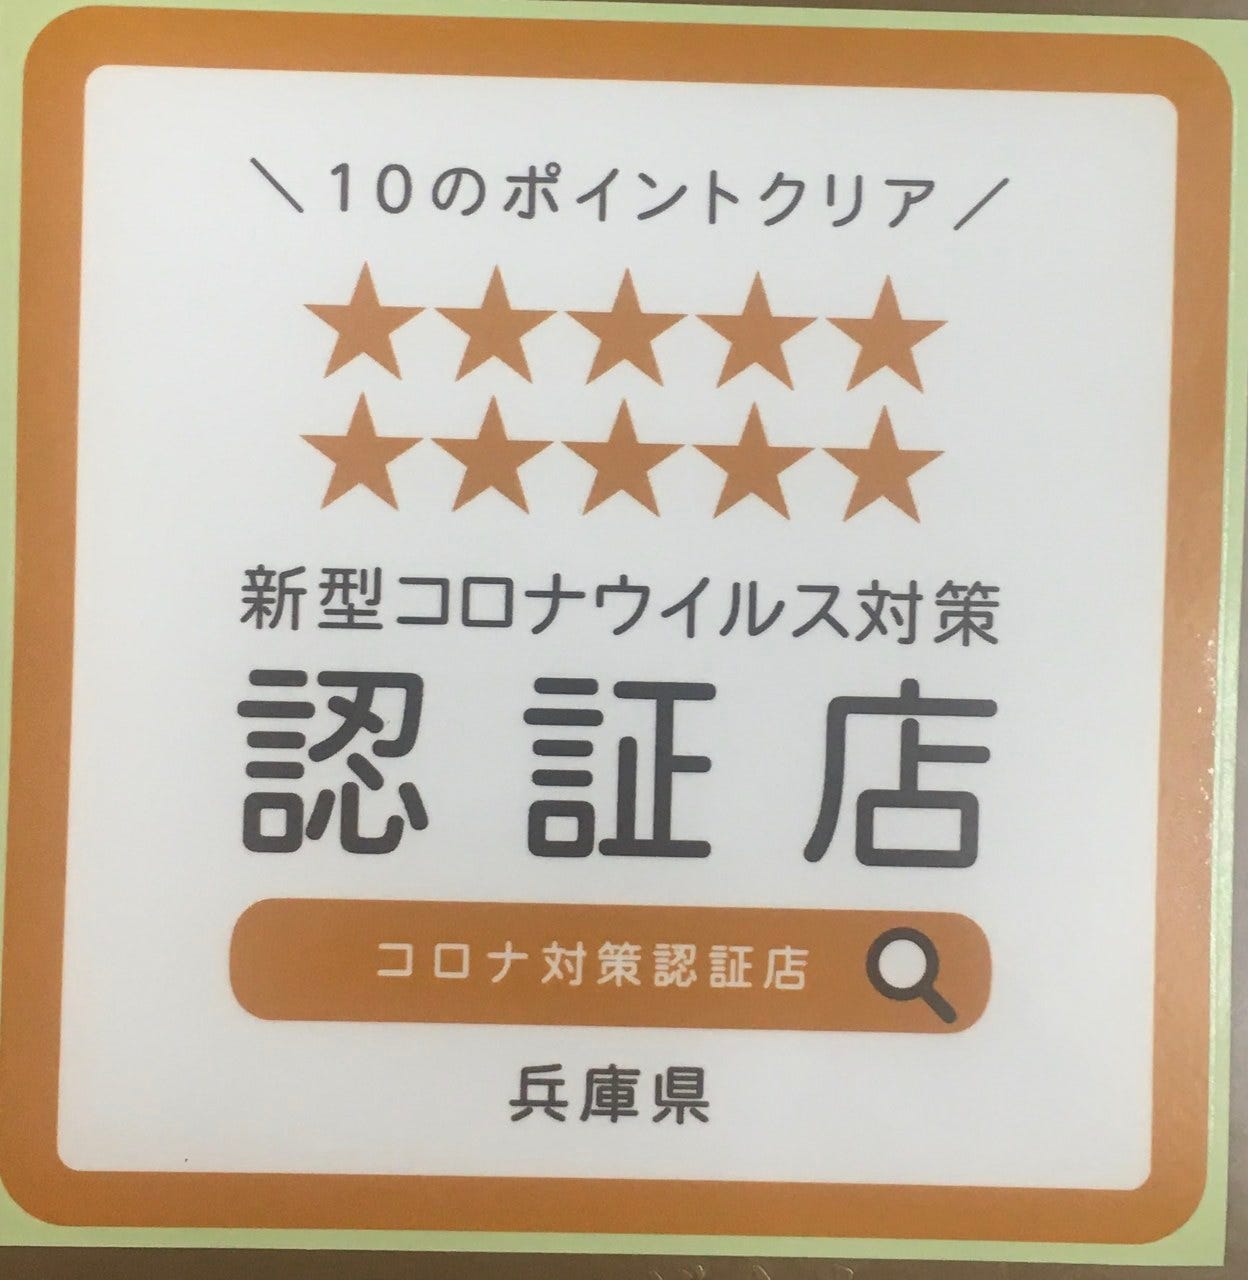 ＼10のポイントクリア／
★★★★★
★★★★★
新型コロナウイルス対策
認証店
コロナ対策認証店
兵庫県